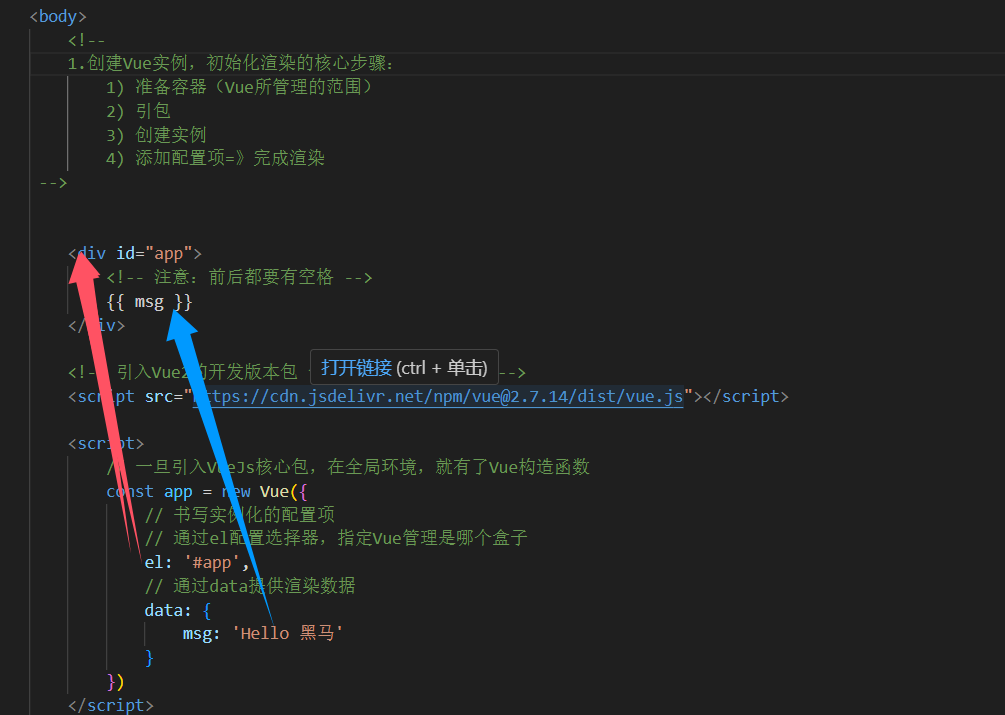 <body>
<!--
1.创建Vue实例，初始化渲染的核心步骤：
1) 准备容器（Vue所管理的范围）
2) 引包
3) 创建实例
4) 添加配置项=》完成渲染
-->
<div id="app">
<!-- 注意：前后都要有空格 -->
{{ msg }}
</div>
<!-- 引入Vue2的开发版本包 -->
打开链接 (ctrl + 单击)
<script src="https://cdn.jsdelivr.net/npm/vue@2.7.14/dist/vue.js"></script>
<script>
// 一旦引入VueJs核心包，在全局环境，就有了Vue构造函数
const app = new Vue({
// 书写实例化的配置项
// 通过el配置选择器，指定Vue管理是哪个盒子
el: '#app',
// 通过data提供渲染数据
data: {
msg: 'Hello 黑马'
}
})
</script>